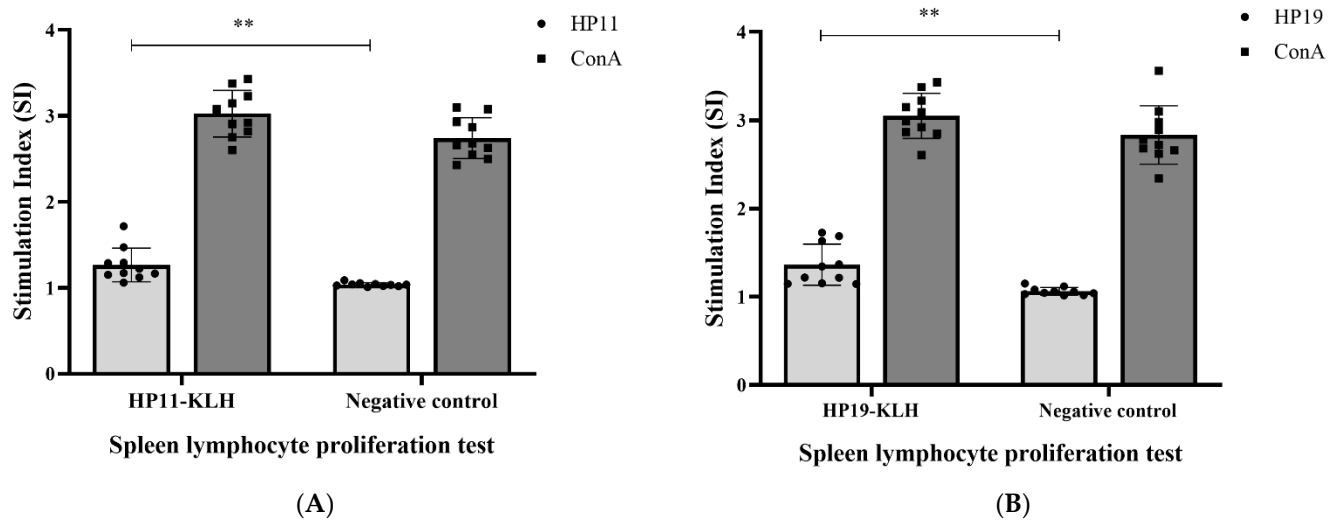 **
HP11
ConA
Stimulation Index (SI)
4
3
2
1
0
HP11-KLH
Negative control
Spleen lymphocyte proliferation test
(A)
**
HP19
ConA
Stimulation Index (SI)
4
3
2
1
0
HP19-KLH
Negative control
Spleen lymphocyte proliferation test
(B)